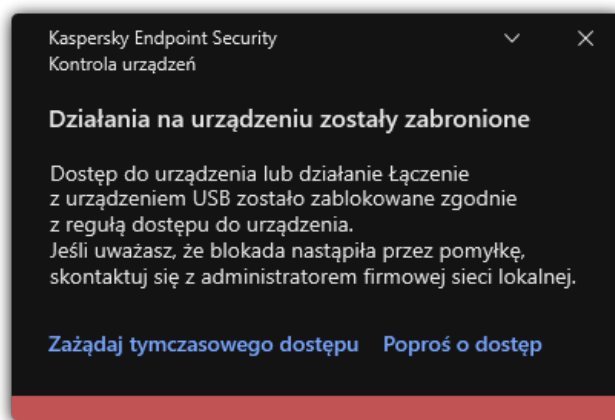 Kaspersky Endpoint Security
Kontrola urządzeń
Działania na urządzeniu zostały zabronione
Dostęp do urządzenia lub działanie Łączenie
z urządzeniem USB zostało zablokowane zgodnie
z regułą dostępu do urządzenia.
Jeśli uważasz, że blokada nastąpiła przez pomyłkę,
skontaktuj się z administratorem firmowej sieci lokalnej.
Zażądaj tymczasowego dostępu Poproś o dostęp